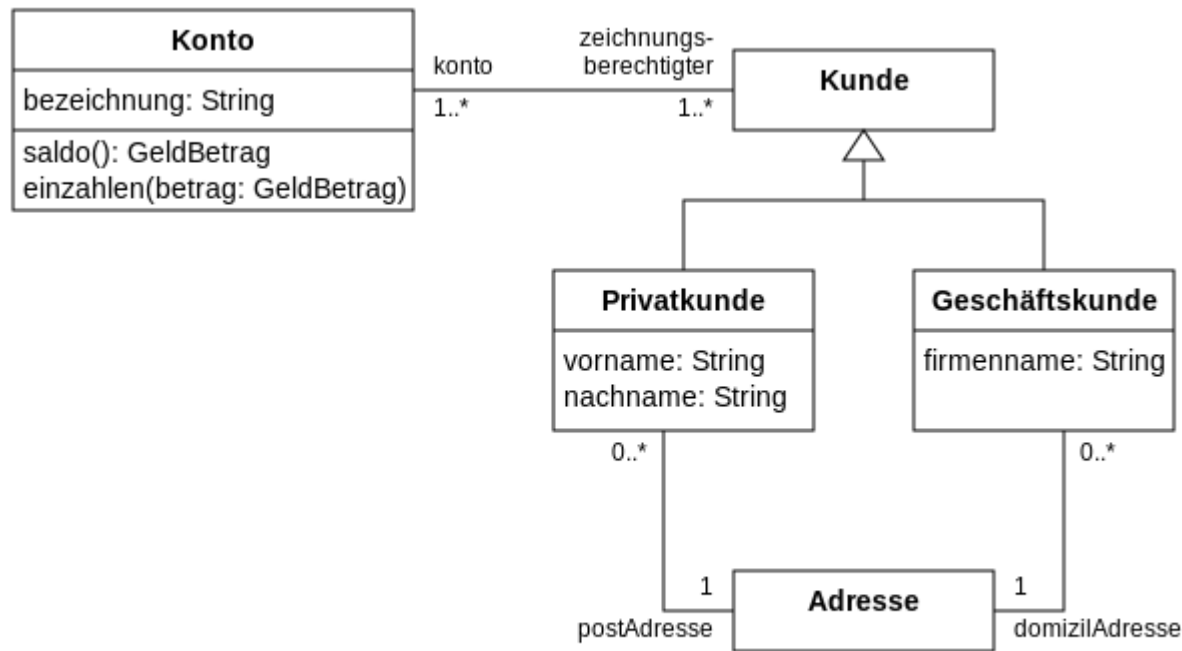 Konto
bezeichnung: String
saldo(): GeldBetrag
einzahlen(betrag: GeldBetrag)
konto
1..*
zeichnungs-
berechtigter
1..*
Kunde
Privatkunde
vorname: String
nachname: String
0..*
Geschäftskunde
firmenname: String
0..*
1
postAdresse
Adresse
1
domizilAdresse